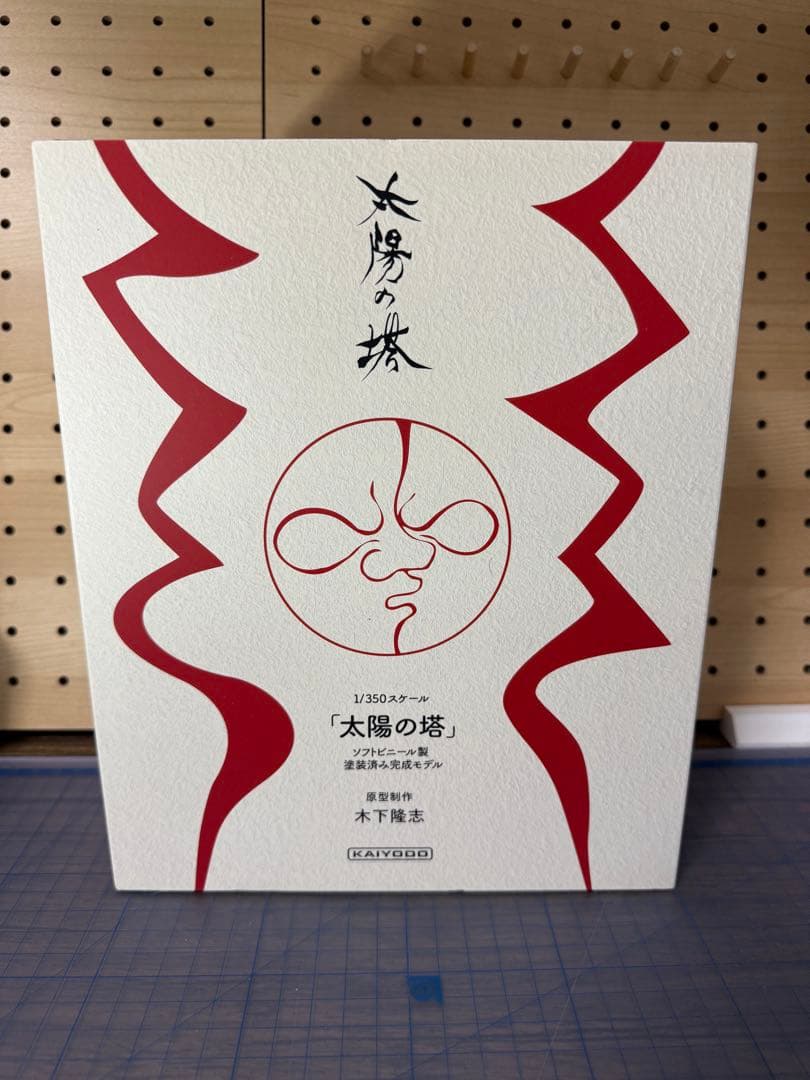 太陽の塔
1/350スケール
「太陽の塔」
ソフトビニール製
塗装済み完成モデル
原型制作
木下隆志
KAIYODO